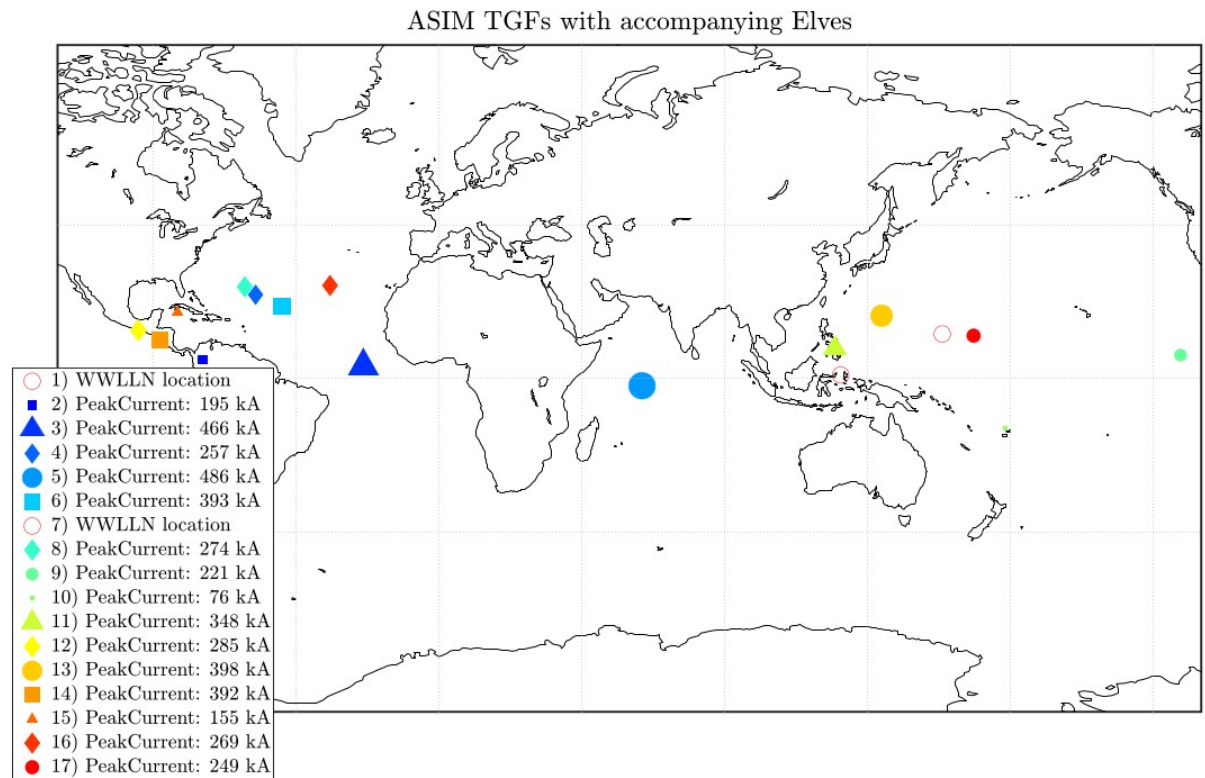 ASIM TGFs with accompanying Elves
1) WWLLN location
2) PeakCurrent: 195 kA
3) PeakCurrent: 466 kA
4) PeakCurrent: 257 kA
5) PeakCurrent: 486 kA
6) PeakCurrent: 393 kA
7) WWLLN location
8) PeakCurrent: 274 kA
9) PeakCurrent: 221 kA
10) PeakCurrent: 76 kA
11) PeakCurrent: 348 kA
12) PeakCurrent: 285 kA
13) PeakCurrent: 398 kA
14) PeakCurrent: 392 kA
15) PeakCurrent: 155 kA
16) PeakCurrent: 269 kA
17) PeakCurrent: 249 kA